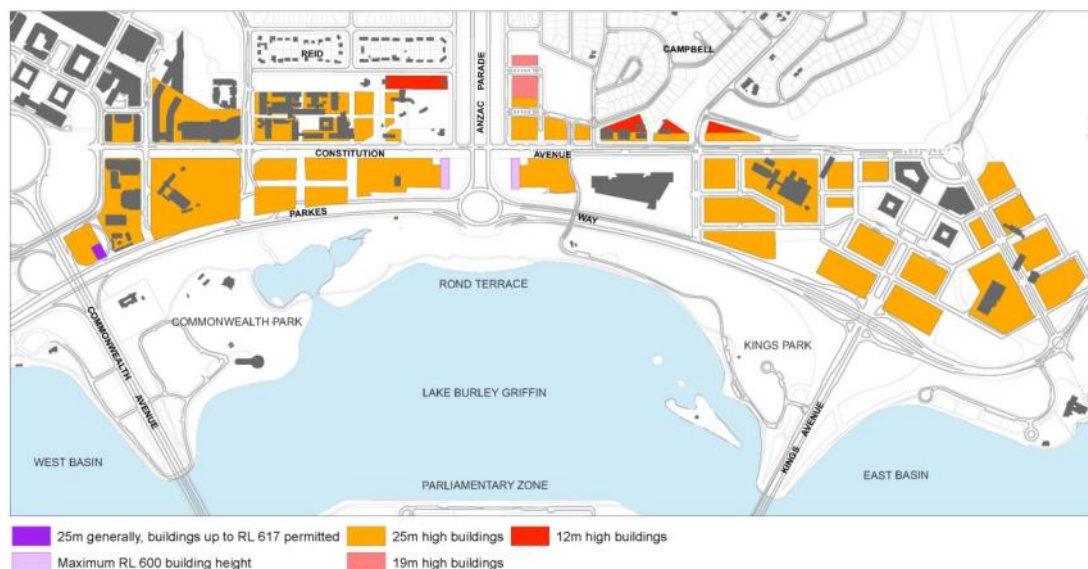 REID
CAMPBELL
ANZAC PARADE
CONSTITUTION
AVENUE
PARKES
WAY
ROND TERRACE
COMMONWEALTH PARK
COMMONWEALTH
AVENUE
KINGS PARK
LAKE BURLEY GRIFFIN
KINGS AVENUE
WEST BASIN
EAST BASIN
PARLIAMENTARY ZONE
25m generally, buildings up to RL 617 permitted
25m high buildings
12m high buildings
Maximum RL 600 building height
19m high buildings